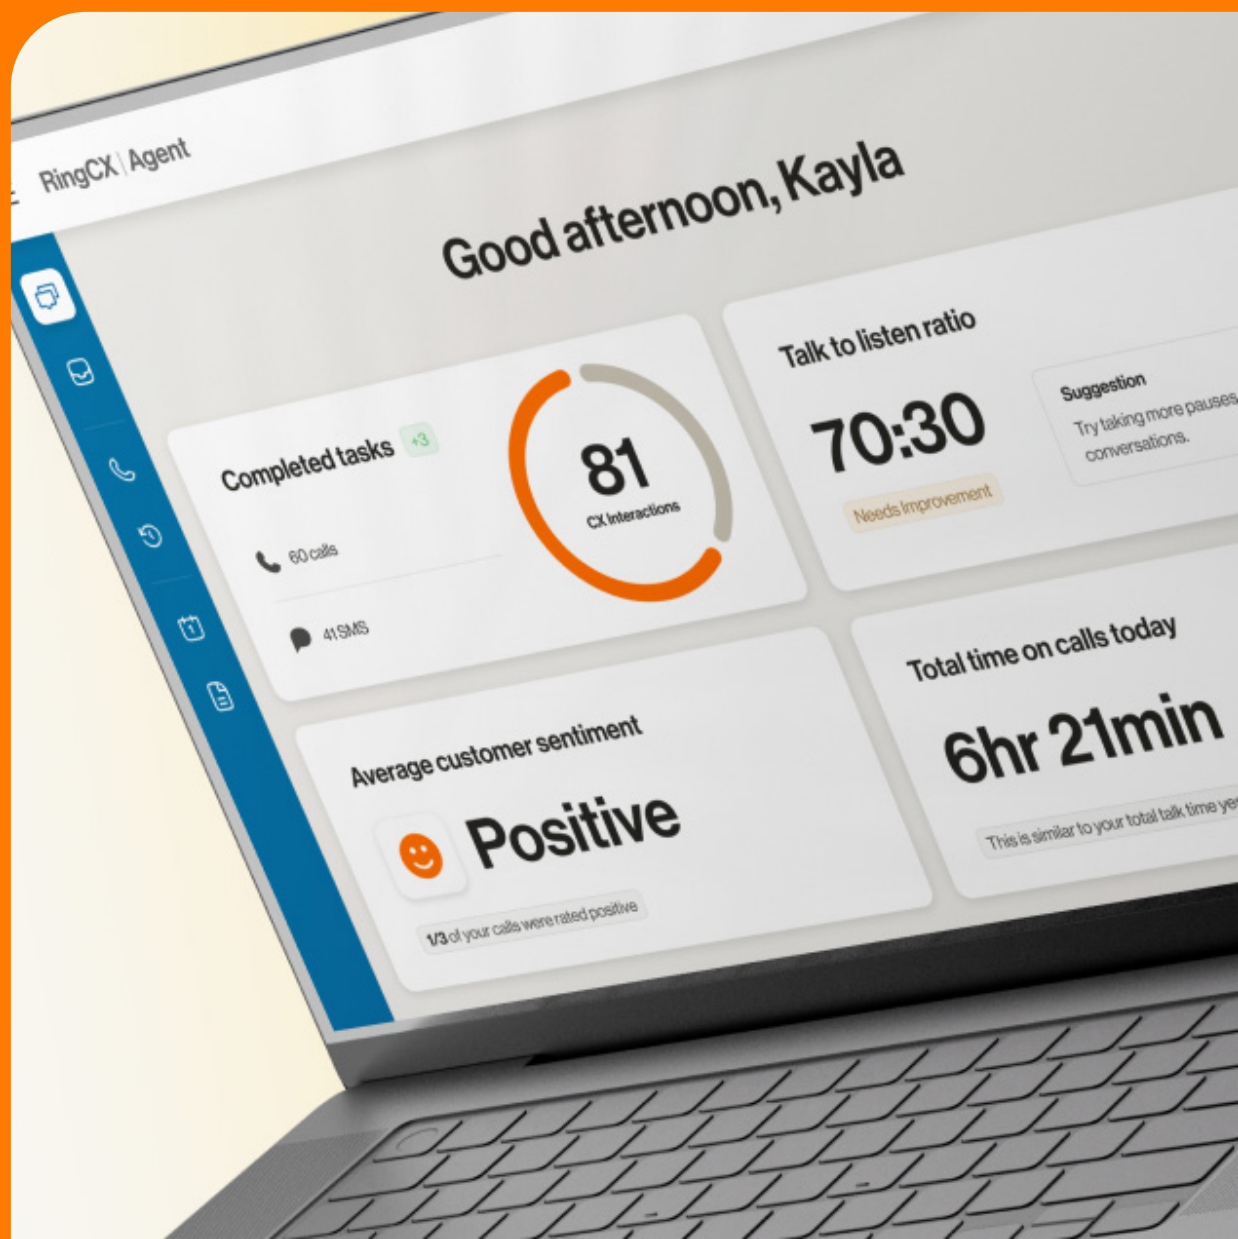 RingCX | Agent
Good afternoon, Kayla
Completed tasks +3
60 calls
41 SMS
81
CX Interactions
Talk to listen ratio
70:30
Needs Improvement
Suggestion
Try taking more pauses,
conversations.
Average customer sentiment
Positive
1/3 of your calls were rated positive
Total time on calls today
6hr 21min
This is similar to your total talk time